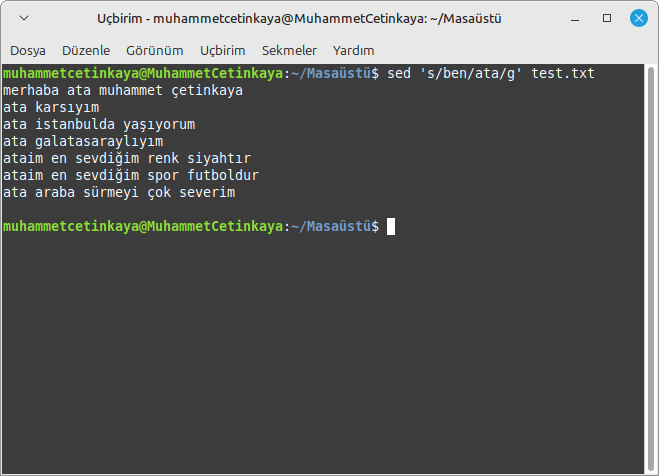 Uçbirim - muhammetcetinkaya@MuhammetCetinkaya: ~/Masaüstü
Dosya Düzenle Görünüm Uçbirim Sekmeler Yardım
muhammetcetinkaya@MuhammetCetinkaya:~/Masaüstü$ sed 's/ben/ata/g' test.txt
merhaba ata muhammet çetinkaya
ata karsıyım
ata istanbulda yaşıyorum
ata galatasaraylıyım
ataim en sevdiğim renk siyahtır
ataim en sevdiğim spor futboldur
ata araba sürmeyi çok severim
muhammetcetinkaya@MuhammetCetinkaya:~/Masaüstü$